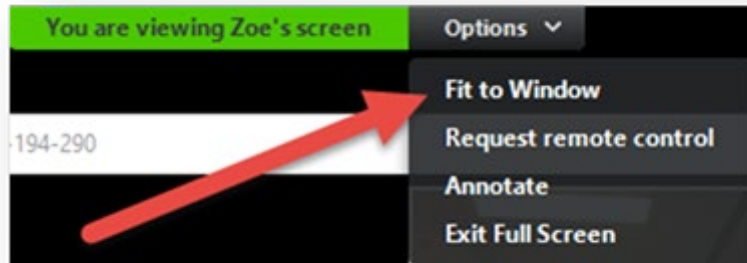 You are viewing Zoe's screen Options
Fit to Window
-194-290
Request remote control
Annotate
Exit Full Screen